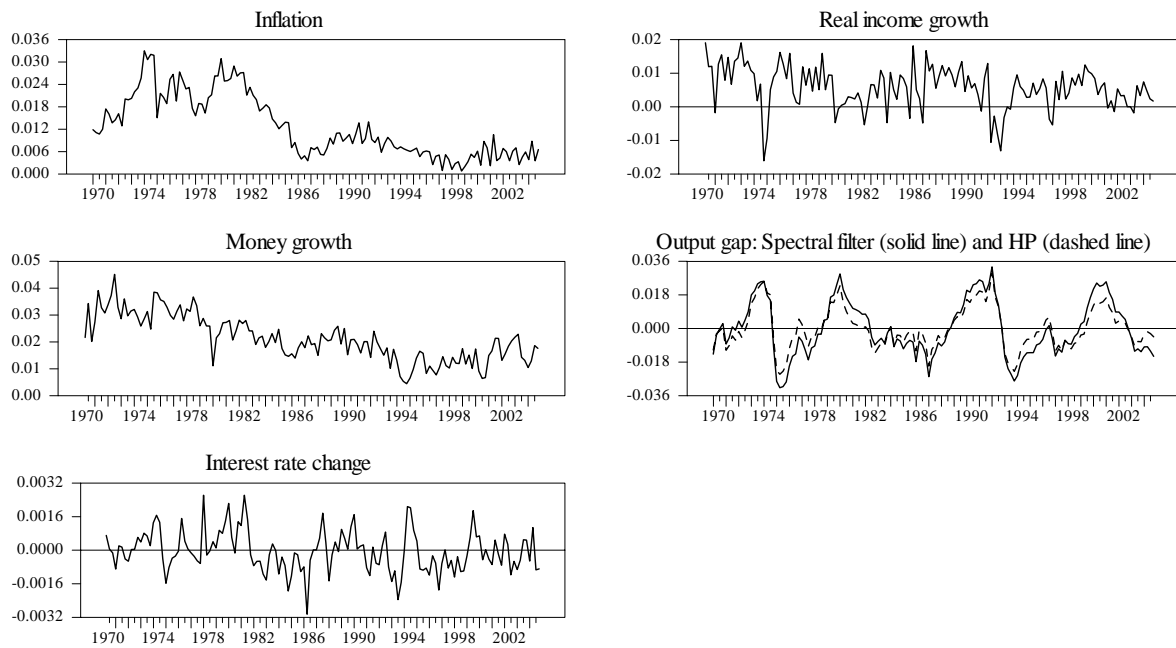 Inflation
0.036
0.030
0.024
0.018
0.012
0.006
0.000
1970 1974 1978 1982 1986 1990 1994 1998 2002
Real income growth
0.02
0.01
0.00
-0.01
-0.02
1970 1974 1978 1982 1986 1990 1994 1998 2002
Money growth
0.05
0.04
0.03
0.02
0.01
0.00
1970 1974 1978 1982 1986 1990 1994 1998 2002
Output gap: Spectral filter (solid line) and HP (dashed line)
0.036
0.018
0.000
-0.018
-0.036
1970 1974 1978 1982 1986 1990 1994 1998 2002
Interest rate change
0.0032
0.0016
0.0000
-0.0016
-0.0032
1970 1974 1978 1982 1986 1990 1994 1998 2002